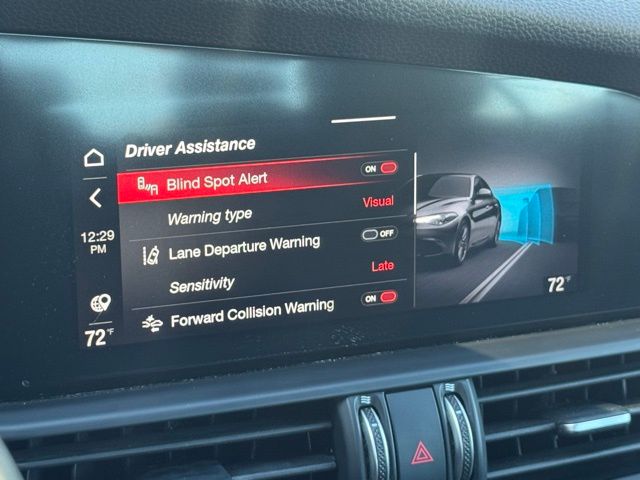 Driver Assistance
Blind Spot Alert ON
Warning type Visual
12:29
PM
Lane Departure Warning OFF
Sensitivity Late
Forward Collision Warning ON
72°F
72°F